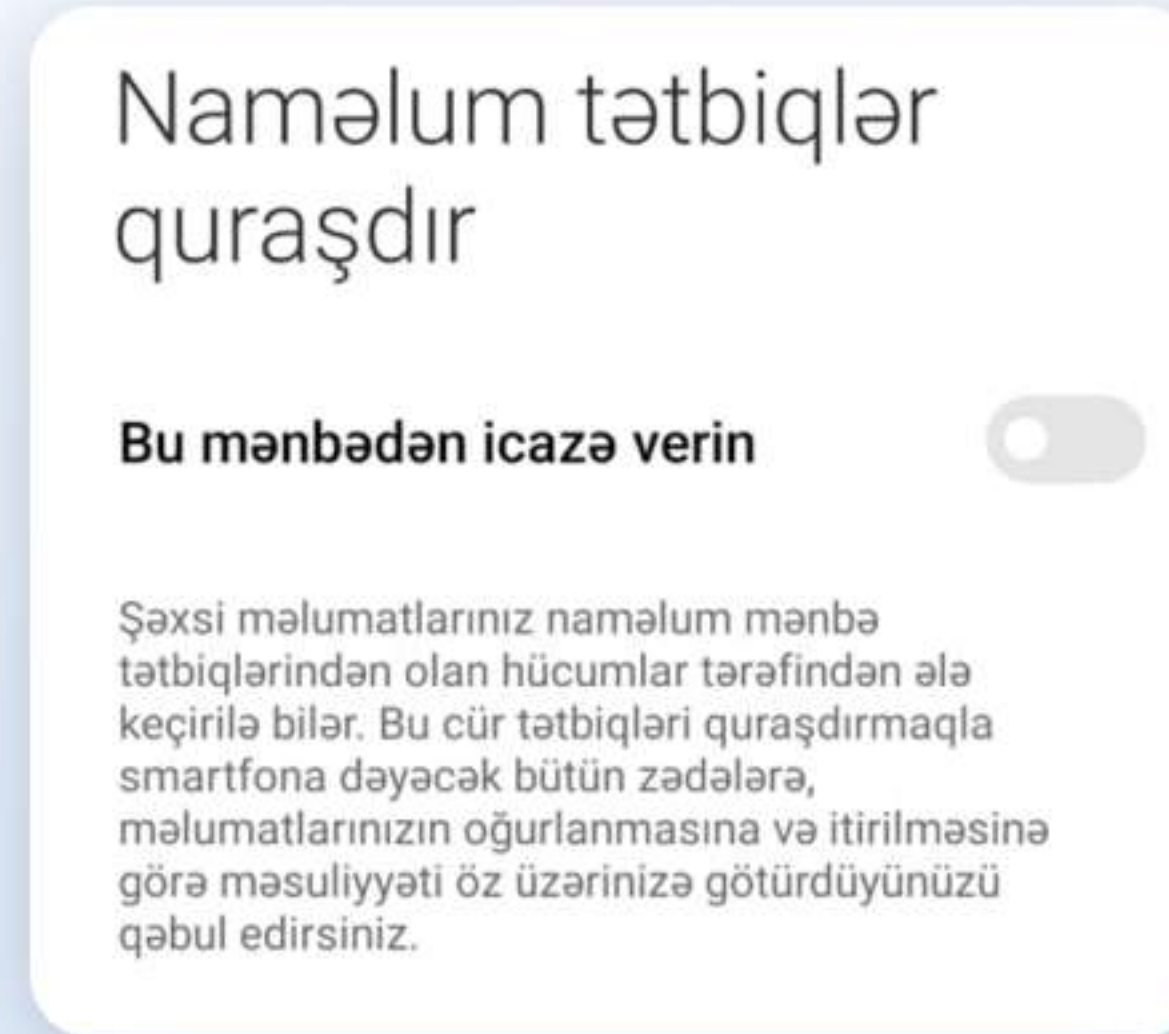 Naməlum tətbiqlər
quraşdır
Bu mənbədən icazə verin
Şəxsi məlumatlarınız naməlum mənbə
tətbiqlərindən olan hücumlar tərəfindən ələ
keçirilə bilər. Bu cür tətbiqləri quraşdırmaqla
smartfona dəyəcək bütün zədələrə,
məlumatlarınızın oğurlanmasına və itirilməsinə
görə məsuliyyəti öz üzərinizə götürdüyünüzü
qəbul edirsiniz.